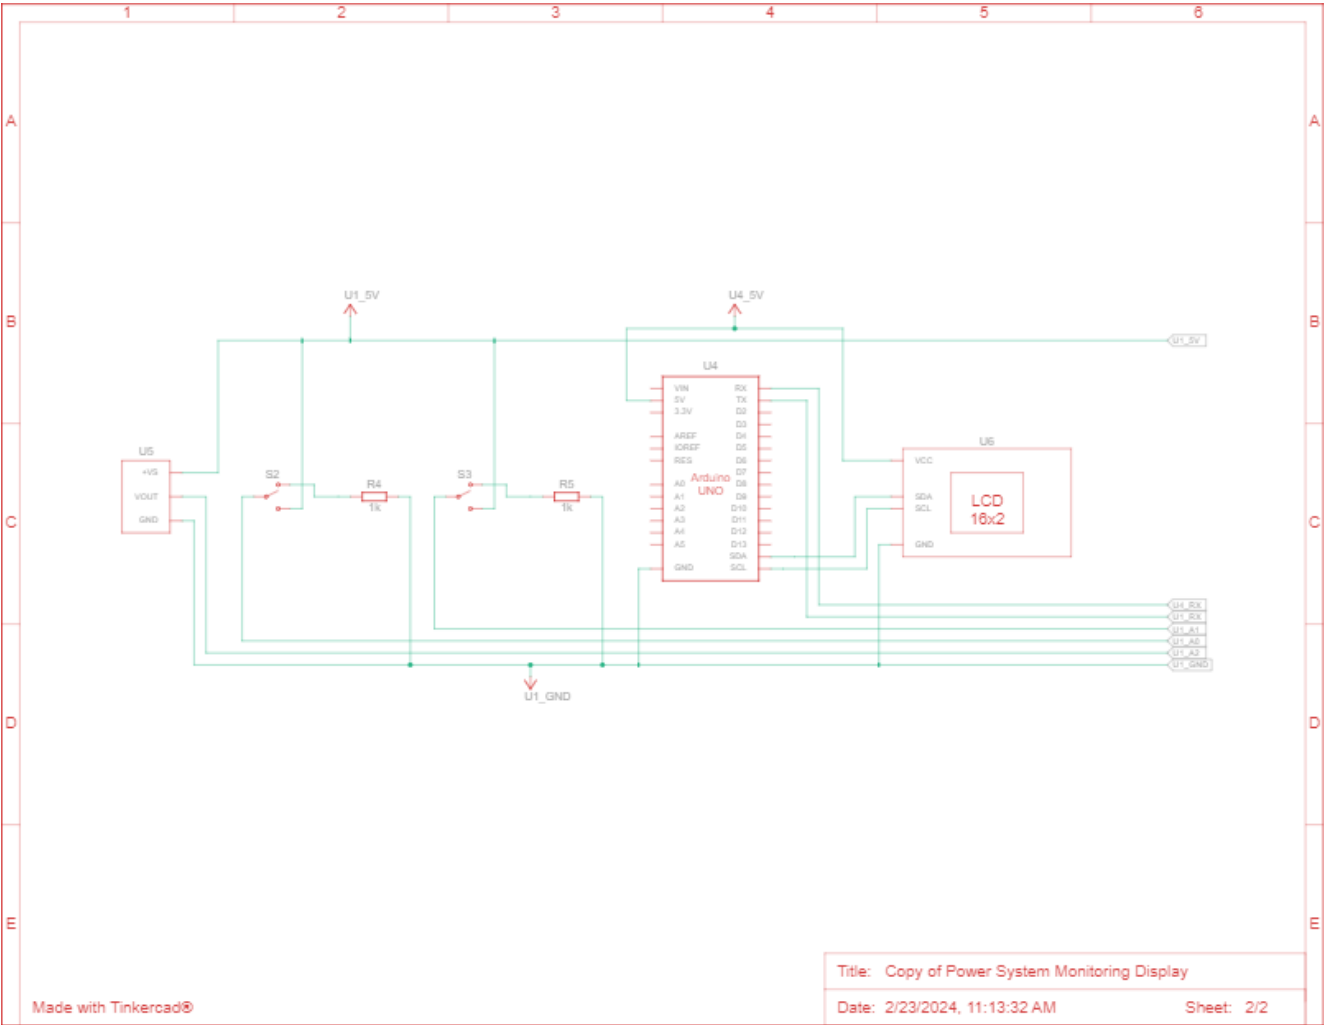 1 2 3 4 5 6
A A
B B
C C
D D
E E
U1_5V
U4_5V
U1_5V
U4
VIN
5V
3.3V
AREF
IOREF
RES
A0
A1
A2
A3
A4
A5
GND
RX
TX
D2
D3
D4
D5
D6
D7
D8
D9
D10
D11
D12
D13
SDA
SCL
Arduino
UNO
U5
+VS
VOUT
GND
S2
R4
1k
S3
R5
1k
U6
VCC
SDA
SCL
GND
LCD
16x2
U4_RX
U1_RX
U1_A1
U1_A0
U1_A2
U1_GND
U1_GND
Title: Copy of Power System Monitoring Display
Made with Tinkercad®
Date: 2/23/2024, 11:13:32 AM Sheet: 2/2